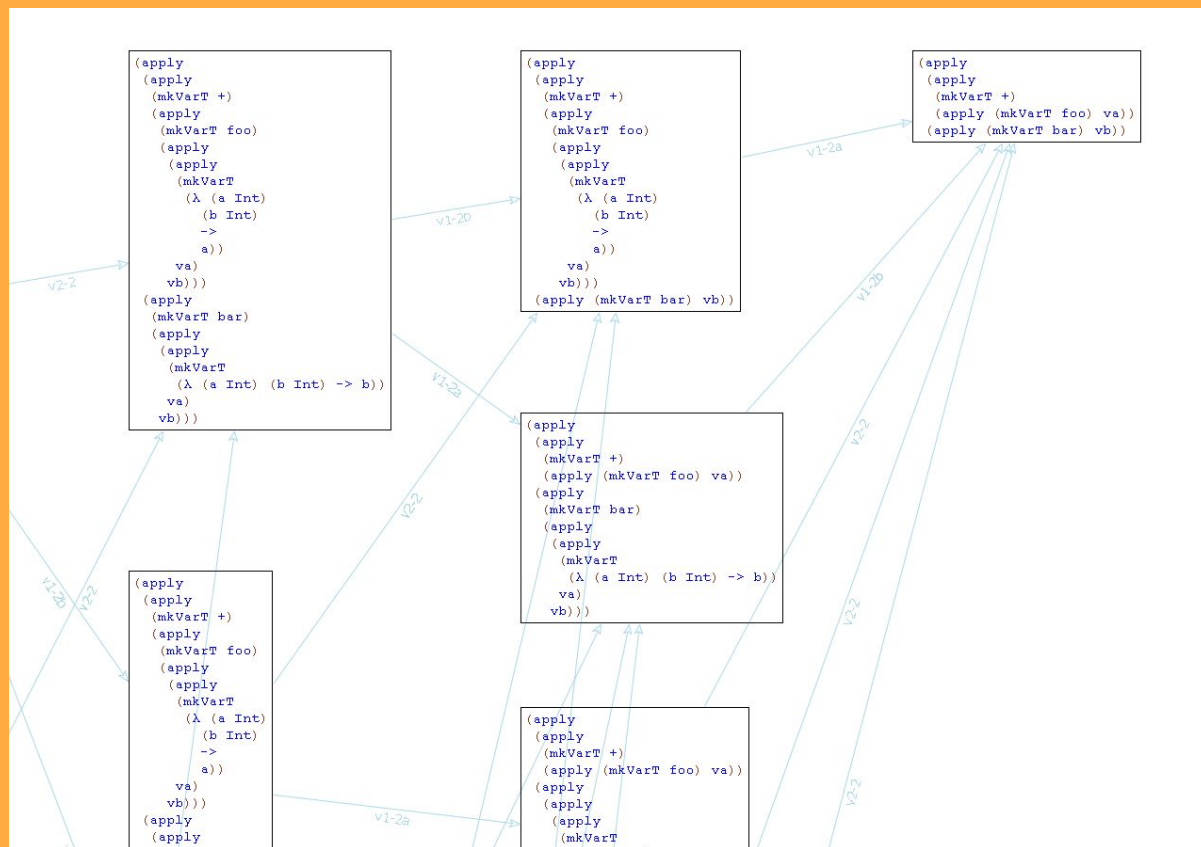 (apply
(apply
(mkVarT +)
(apply
(mkVarT foo)
(apply
(apply
(mkVarT
(λ (a Int)
(b Int)
->
a))
va)
vb)))
(apply
(mkVarT bar)
(apply
(apply
(mkVarT
(λ (a Int) (b Int) -> b))
va)
vb)))
(apply
(apply
(mkVarT +)
(apply
(mkVarT foo)
(apply
(apply
(mkVarT
(λ (a Int)
(b Int)
->
a))
va)
vb)))
(apply (mkVarT bar) vb))
(apply
(apply
(mkVarT +)
(apply (mkVarT foo) va))
(apply (mkVarT bar) vb))
v2-2
v1-2b
v1-2a
v1-2a
v1-2b
v2-2
v2-2
(apply
(apply
(mkVarT +)
(apply (mkVarT foo) va))
(apply
(mkVarT bar)
(apply
(apply
(mkVarT
(λ (a Int) (b Int) -> b))
va)
vb)))
v1-2b
v2-2
v2-2
(apply
(apply
(mkVarT +)
(apply
(mkVarT foo)
(apply
(apply
(mkVarT
(λ (a Int)
(b Int)
->
a))
va)
vb)))
(apply
(apply
v1-2a
(apply
(apply
(mkVarT +)
(apply (mkVarT foo) va))
(apply
(apply
(apply
(mkVarT
v2-2